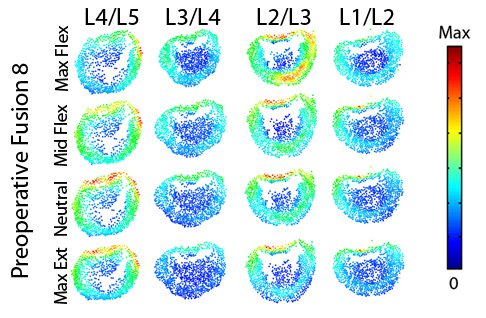 L4/L5 L3/L4 L2/L3 L1/L2
Max
Preoperative Fusion 8
Max Flex
Mid Flex
Neutral
Max Ext
0